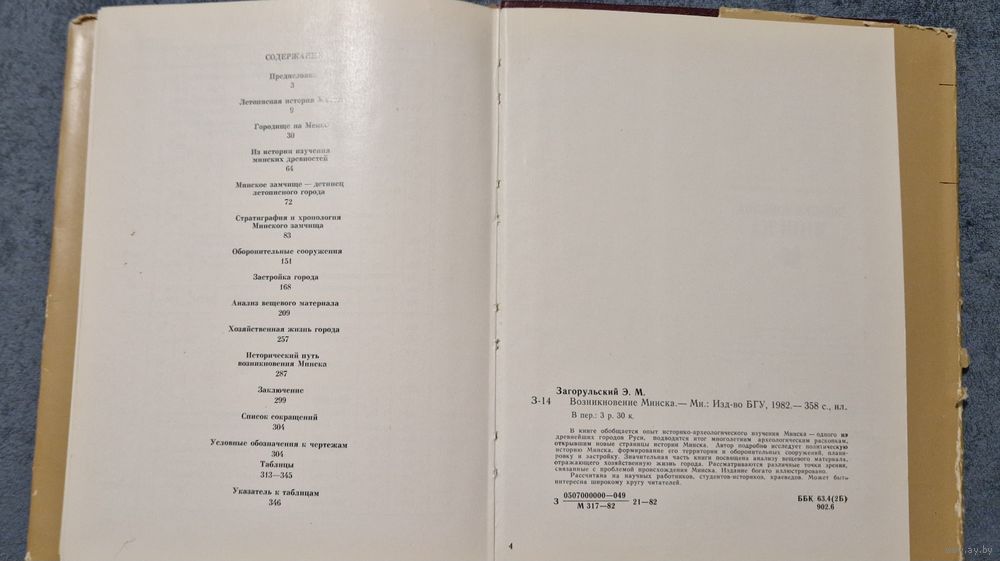 СОДЕРЖАНИЕ
Предисловие
3
Летописная история
9
Городище на
30
Из истории изучения
минских древностей
64
Минское замчище — детинец
летописного города
72
Стратиграфия и хронология
Минского замчища
83
Оборонительные сооружения
151
Застройка города
168
Анализ вещевого материала
209
Хозяйственная жизнь города
257
Исторический путь
возникновения Минска
287
Заключение
299
Список сокращений
304
Условные обозначения к чертежам
304
Таблицы
313—345
Указатель к таблицам
346
Загорульский Э. М.
З-14 Возникновение Минска.— Мн.: Изд-во БГУ, 1982.— 358 с., ил.
В пер.: 3 р. 30 к.
В книге обобщается опыт историко-археологического изучения Минска — одного из
древнейших городов Руси, подводится итог многолетним археологическим раскопкам,
открывшим новые страницы истории Минска. Автор подробно исследует политическую
историю Минска, формирование его территории и оборонительных сооружений, плани-
ровку и застройку. Значительная часть книги посвящена анализу вещевого материала,
отражающего хозяйственную жизнь города. Рассматриваются различные точки зрения,
связанные с проблемой происхождения Минска. Издание богато иллюстрировано.
Рассчитана на научных работников, студентов-историков, краеведов. Может быть
интересна широкому кругу читателей.
З 0507000000—049 21—82 ББК 63.4(2Б)
М 317—82 902.6
4
www.ay.by